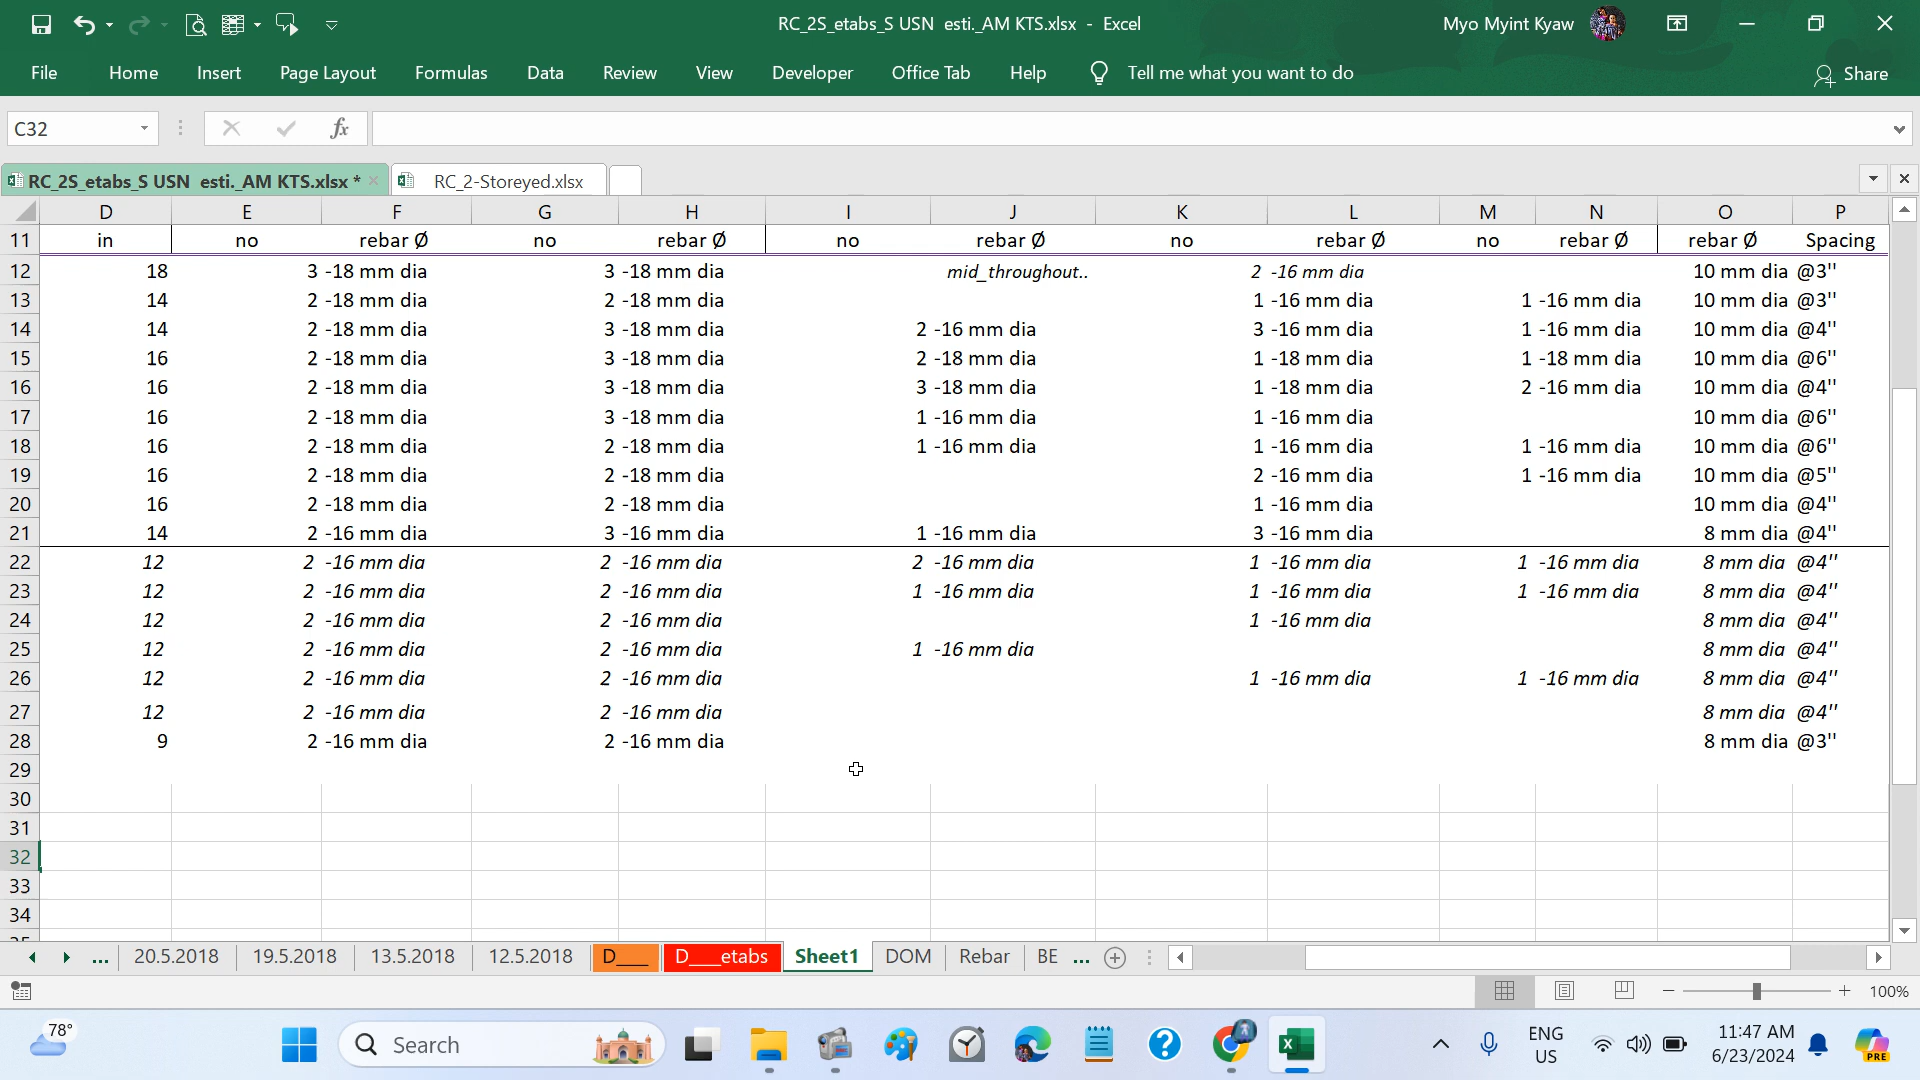 RC_2S_etabs_S USN esti._AM KTS.xlsx - Excel
Myo Myint Kyaw
File Home Insert Page Layout Formulas Data Review View Developer Office Tab Help Tell me what you want to do Share
C32 fx
RC_2S_etabs_S USN esti._AM KTS.xlsx * RC_2-Storeyed.xlsx
D E F G H I J K L M N O P
11 in no rebar Ø no rebar Ø no rebar Ø no rebar Ø no rebar Ø rebar Ø Spacing
12 18 3 -18 mm dia 3 -18 mm dia mid_throughout.. 2 -16 mm dia 10 mm dia @3"
13 14 2 -18 mm dia 2 -18 mm dia 1 -16 mm dia 1 -16 mm dia 10 mm dia @3"
14 14 2 -18 mm dia 3 -18 mm dia 2 -16 mm dia 3 -16 mm dia 1 -16 mm dia 10 mm dia @4"
15 16 2 -18 mm dia 3 -18 mm dia 2 -18 mm dia 1 -18 mm dia 1 -18 mm dia 10 mm dia @6"
16 16 2 -18 mm dia 3 -18 mm dia 3 -18 mm dia 1 -18 mm dia 2 -16 mm dia 10 mm dia @4"
17 16 2 -18 mm dia 3 -18 mm dia 1 -16 mm dia 1 -16 mm dia 10 mm dia @6"
18 16 2 -18 mm dia 2 -18 mm dia 1 -16 mm dia 1 -16 mm dia 1 -16 mm dia 10 mm dia @6"
19 16 2 -18 mm dia 2 -18 mm dia 2 -16 mm dia 1 -16 mm dia 10 mm dia @5"
20 16 2 -18 mm dia 2 -18 mm dia 1 -16 mm dia 10 mm dia @4"
21 14 2 -16 mm dia 3 -16 mm dia 1 -16 mm dia 3 -16 mm dia 8 mm dia @4"
22 12 2 -16 mm dia 2 -16 mm dia 2 -16 mm dia 1 -16 mm dia 1 -16 mm dia 8 mm dia @4"
23 12 2 -16 mm dia 2 -16 mm dia 1 -16 mm dia 1 -16 mm dia 1 -16 mm dia 8 mm dia @4"
24 12 2 -16 mm dia 2 -16 mm dia 1 -16 mm dia 8 mm dia @4"
25 12 2 -16 mm dia 2 -16 mm dia 1 -16 mm dia 8 mm dia @4"
26 12 2 -16 mm dia 2 -16 mm dia 1 -16 mm dia 1 -16 mm dia 8 mm dia @4"
27 12 2 -16 mm dia 2 -16 mm dia 8 mm dia @4"
28 9 2 -16 mm dia 2 -16 mm dia 8 mm dia @3"
29
30
31
32
33
34
... 20.5.2018 19.5.2018 13.5.2018 12.5.2018 D___ D___etabs Sheet1 DOM Rebar BE ...
100%
78° Search ENG US 11:47 AM 6/23/2024 PRE